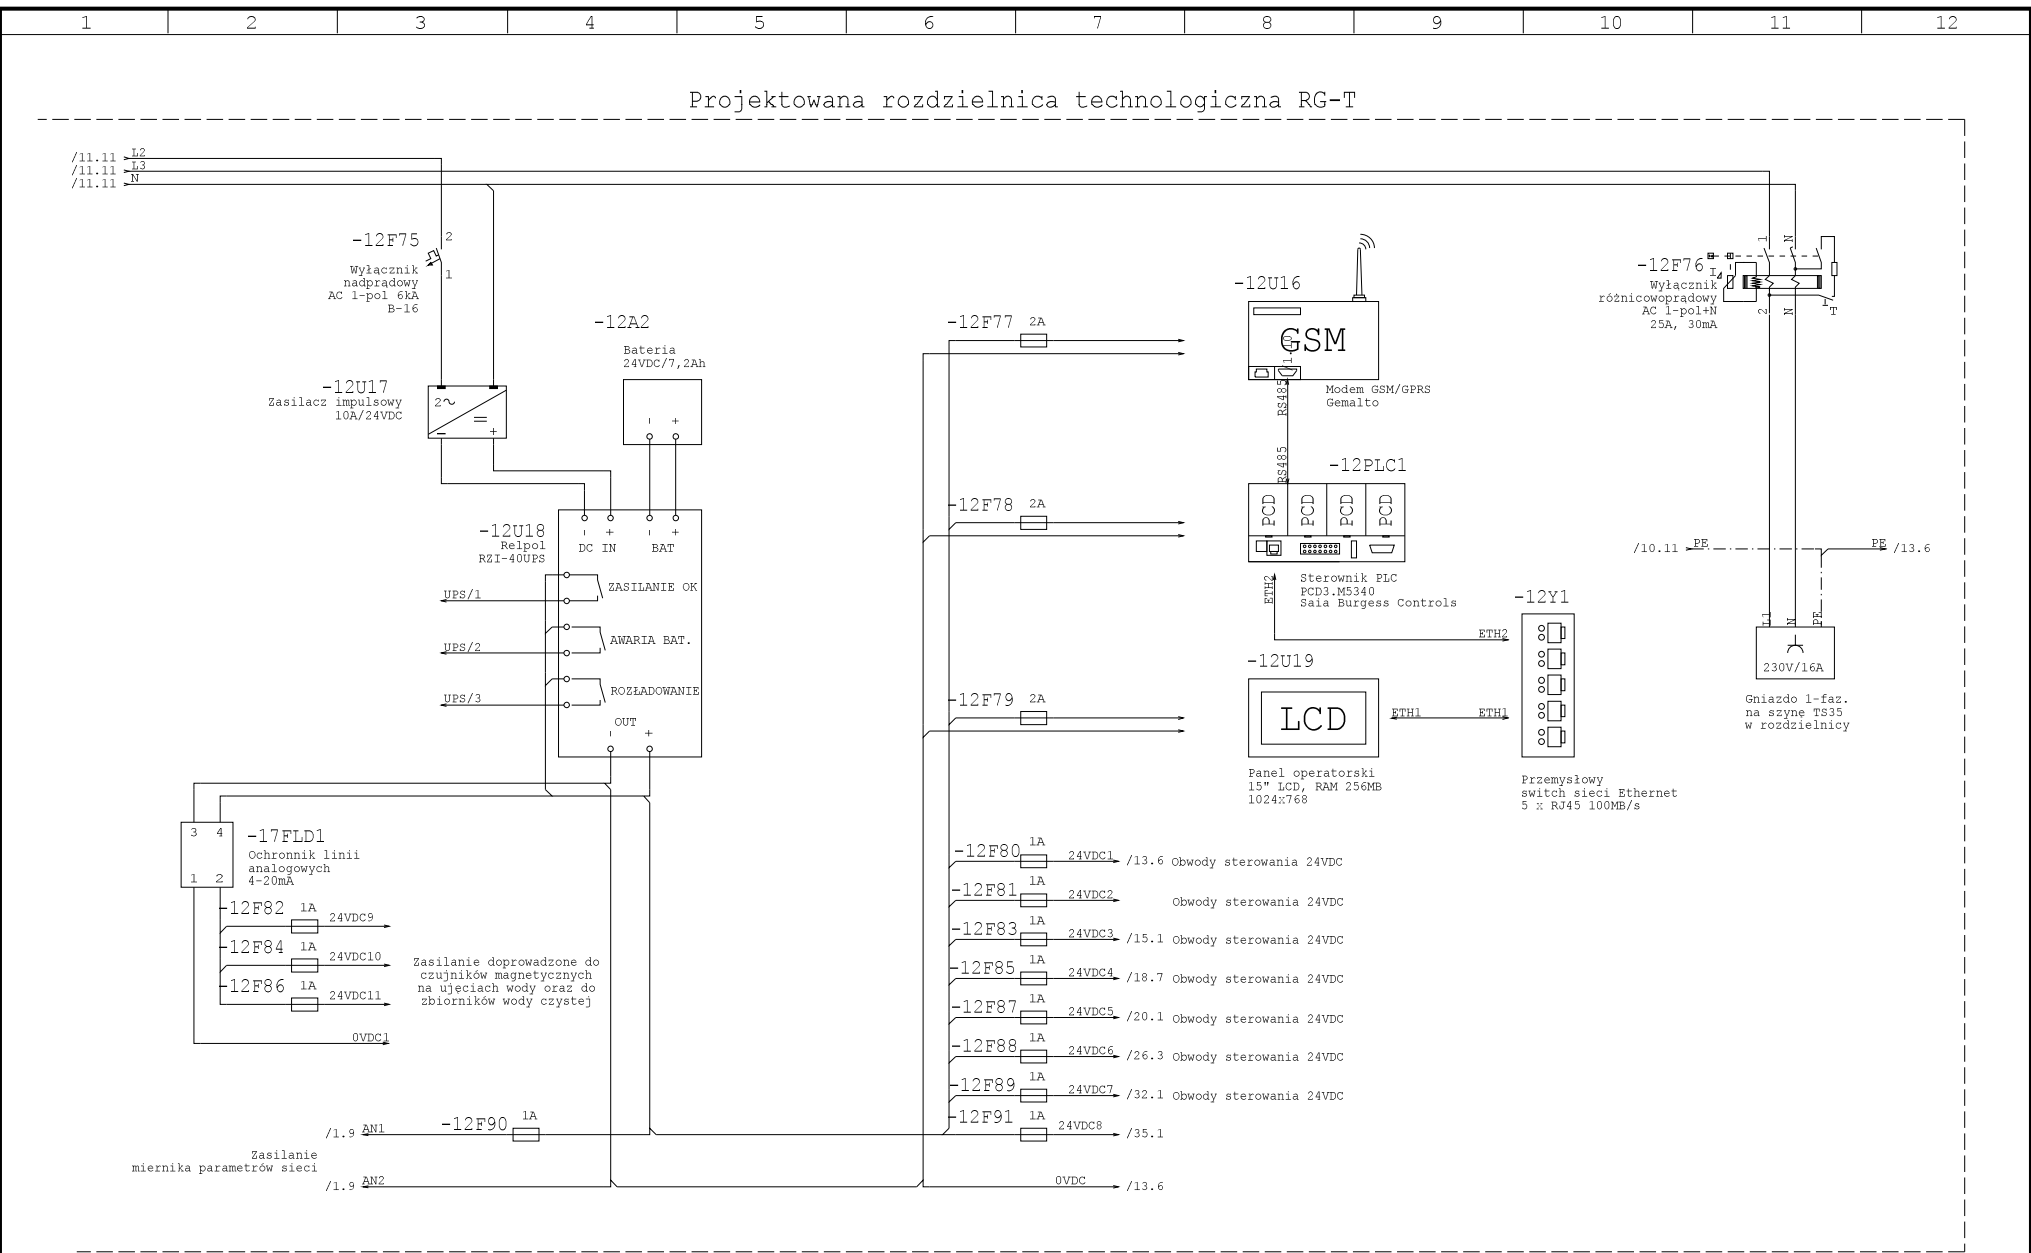 1 2 3 4 5 6 7 8 9 10 11 12
Projektowana rozdzielnica technologiczna RG-T
/11.11 L2
/11.11 L3
/11.11 N
-12F75
2
1
Wyłącznik
nadprądowy
AC 1-pol 6kA
B-16
-12U17
Zasilacz impulsowy
10A/24VDC
2
- +
-12A2
Bateria
24VDC/7,2Ah
- +
-12U18
Relpol
RZI-40UPS
- + - +
DC IN BAT
ZASILANIE OK
UPS/1
AWARIA BAT.
UPS/2
ROZŁADOWANIE
UPS/3
OUT
- +
3 4
1 2
-17FLD1
Ochronnik linii
analogowych
4-20mA
-12F82 1A 24VDC9
-12F84 1A 24VDC10
-12F86 1A 24VDC11
0VDC1
Zasilanie doprowadzone do
czujników magnetycznych
na ujęciach wody oraz do
zbiorników wody czystej
/1.9 AN1 -12F90 1A
Zasilanie
miernika parametrów sieci
/1.9 AN2
-12F77 2A
-12F78 2A
-12F79 2A
-12F80 1A 24VDC1 /13.6 Obwody sterowania 24VDC
-12F81 1A 24VDC2 Obwody sterowania 24VDC
-12F83 1A 24VDC3 /15.1 Obwody sterowania 24VDC
-12F85 1A 24VDC4 /18.7 Obwody sterowania 24VDC
-12F87 1A 24VDC5 /20.1 Obwody sterowania 24VDC
-12F88 1A 24VDC6 /26.3 Obwody sterowania 24VDC
-12F89 1A 24VDC7 /32.1 Obwody sterowania 24VDC
-12F91 1A 24VDC8 /35.1
0VDC /13.6
-12U16
GSM
Modem GSM/GPRS
Gemalto
RS485
RS485
-12PLC1
PCD PCD PCD PCD
Sterownik PLC
PCD3.M5340
Saia Burgess Controls
ETH2
ETH2
-12U19
LCD
ETH1 ETH1
Panel operatorski
15" LCD, RAM 256MB
1024x768
-12Y1
Przemysłowy
switch sieci Ethernet
5 x RJ45 100MB/s
-12F76
Wyłącznik
różnicowoprądowy
AC 1-pol+N
25A, 30mA
1 N
I
2 N
T
/10.11 PE
PE /13.6
L1 N PE
230V/16A
Gniazdo 1-faz.
na szynę TS35
w rozdzielnicy